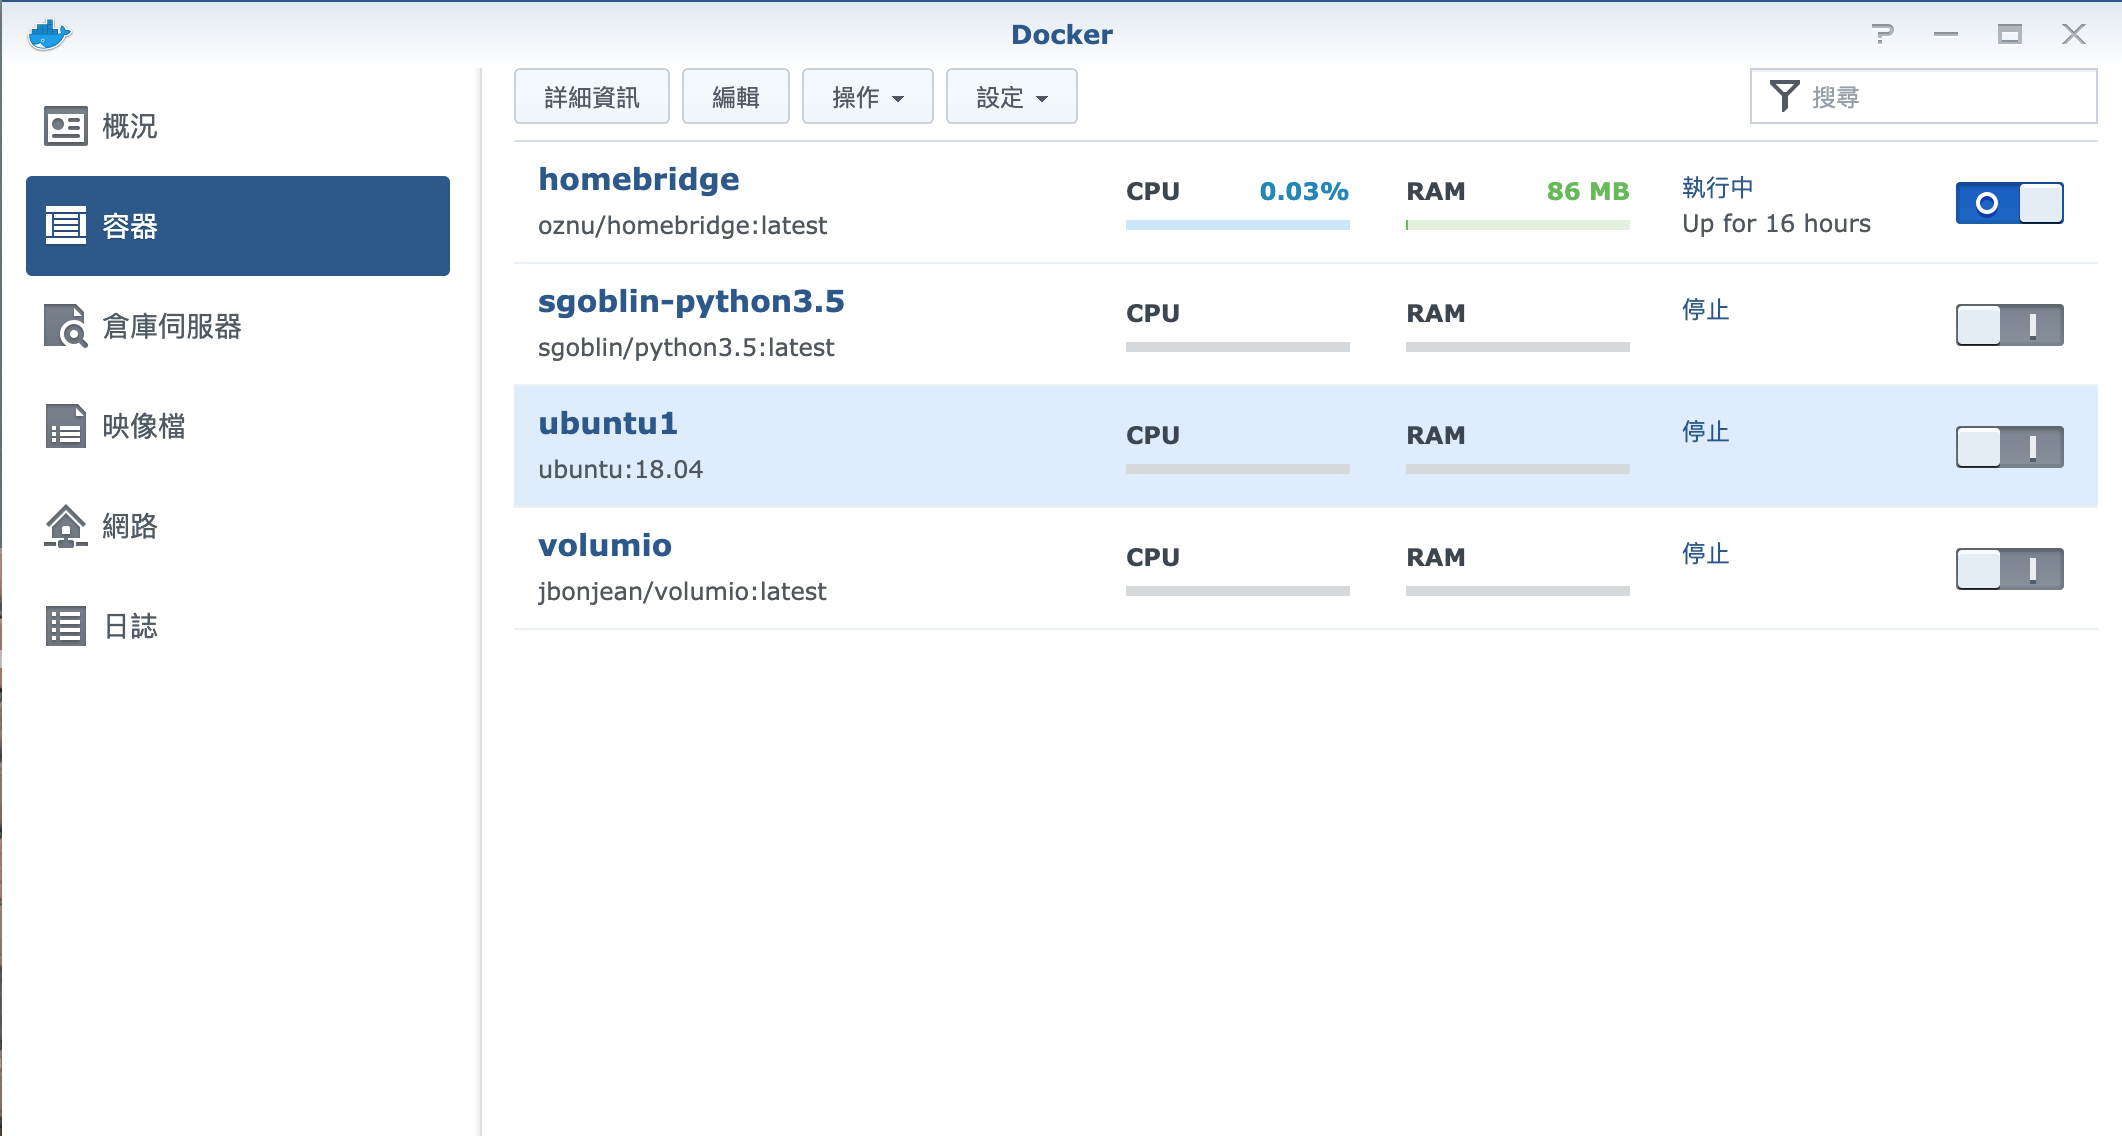 Docker
概況
容器
倉庫伺服器
映像檔
網路
日誌
詳細資訊 編輯 操作 設定 搜尋
homebridge
oznu/homebridge:latest
CPU 0.03% RAM 86 MB
執行中
Up for 16 hours
sgoblin-python3.5
sgoblin/python3.5:latest
CPU RAM
停止
ubuntu1
ubuntu:18.04
CPU RAM
停止
volumio
jbonjean/volumio:latest
CPU RAM
停止